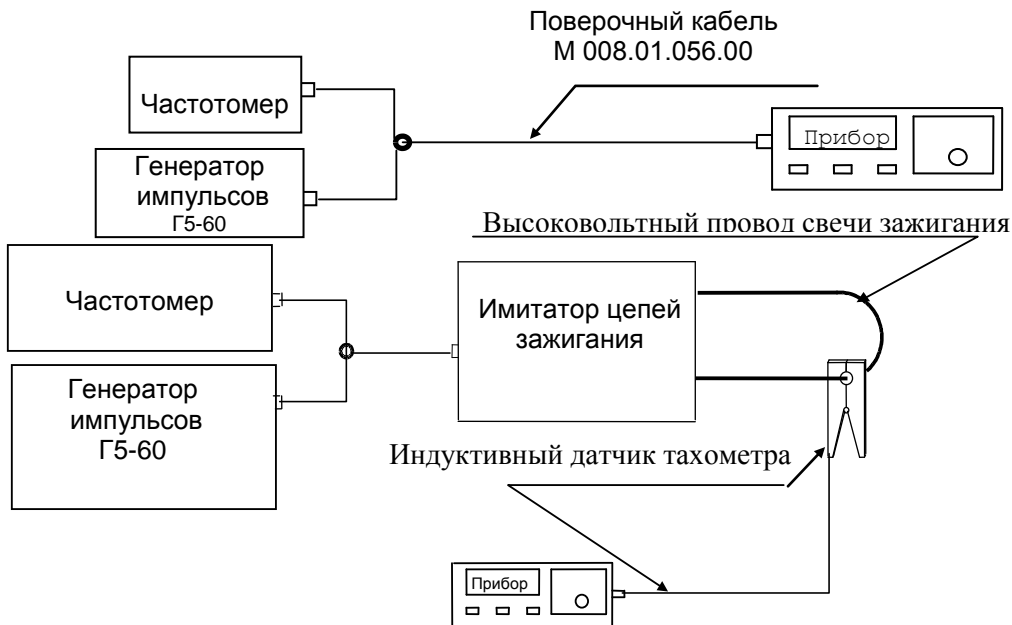 Поверочный кабель
М 008.01.056.00
Частотомер
Прибор
Генератор
импульсов
Г5-60
Высоковольтный провод свечи зажигания
Частотомер
Имитатор цепей
зажигания
Генератор
импульсов
Г5-60
Индуктивный датчик тахометра
Прибор